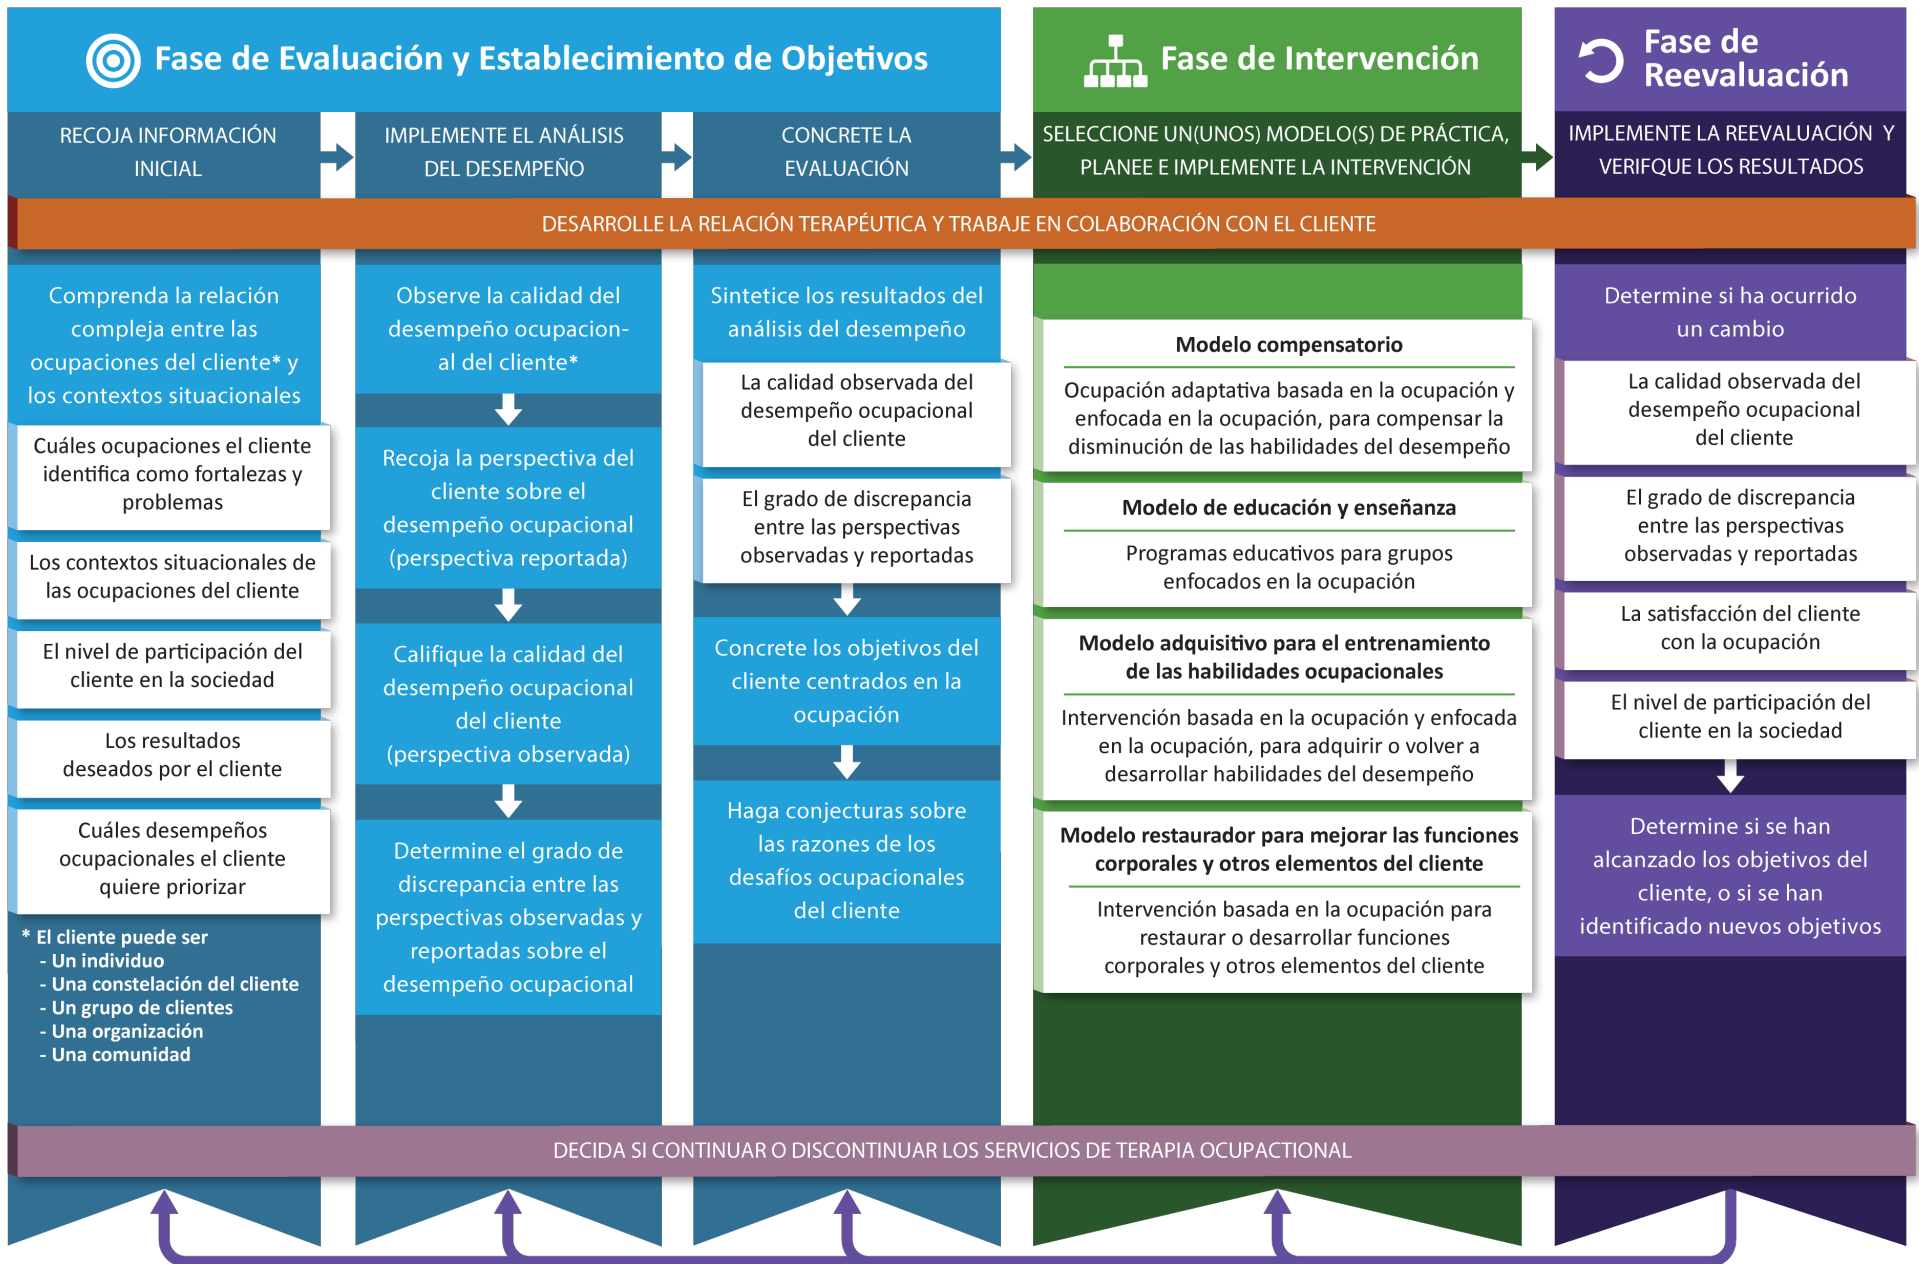 Fase de Evaluación y Establecimiento de Objetivos
RECOJA INFORMACIÓN
INICIAL
IMPLEMENTE EL ANÁLISIS
DEL DESEMPEÑO
CONCRETE LA
EVALUACIÓN
Fase de Intervención
SELECCIONE UN(UNOS) MODELO(S) DE PRÁCTICA,
PLANEE E IMPLEMENTE LA INTERVENCIÓN
Fase de
Reevaluación
IMPLEMENTE LA REEVALUACIÓN Y
VERIFQUE LOS RESULTADOS
DESARROLLE LA RELACIÓN TERAPÉUTICA Y TRABAJE EN COLABORACIÓN CON EL CLIENTE
Comprenda la relación
compleja entre las
ocupaciones del cliente* y
los contextos situacionales
Cuáles ocupaciones el cliente
identifica como fortalezas y
problemas
Los contextos situacionales de
las ocupaciones del cliente
El nivel de participación del
cliente en la sociedad
Los resultados
deseados por el cliente
Cuáles desempeños
ocupacionales el cliente
quiere priorizar
* El cliente puede ser
- Un individuo
- Una constelación del cliente
- Un grupo de clientes
- Una organización
- Una comunidad
Observe la calidad del
desempeño ocupacion-
al del cliente*
Recoja la perspectiva del
cliente sobre el
desempeño ocupacional
(perspectiva reportada)
Califique la calidad del
desempeño ocupacional
del cliente
(perspectiva observada)
Determine el grado de
discrepancia entre las
perspectivas observadas y
reportadas sobre el
desempeño ocupacional
Sintetice los resultados del
análisis del desempeño
La calidad observada del
desempeño ocupacional
del cliente
El grado de discrepancia
entre las perspectivas
observadas y reportadas
Concrete los objetivos del
cliente centrados en la
ocupación
Haga conjecturas sobre
las razones de los
desafíos ocupacionales
del cliente
Modelo compensatorio
Ocupación adaptativa basada en la ocupación y
enfocada en la ocupación, para compensar la
disminución de las habilidades del desempeño
Modelo de educación y enseñanza
Programas educativos para grupos
enfocados en la ocupación
Modelo adquisitivo para el entrenamiento
de las habilidades ocupacionales
Intervención basada en la ocupación y enfocada
en la ocupación, para adquirir o volver a
desarrollar habilidades del desempeño
Modelo restaurador para mejorar las funciones
corporales y otros elementos del cliente
Intervención basada en la ocupación para
restaurar o desarrollar funciones
corporales y otros elementos del cliente
Determine si ha ocurrido
un cambio
La calidad observada del
desempeño ocupacional
del cliente
El grado de discrepancia
entre las perspectivas
observadas y reportadas
La satisfacción del cliente
con la ocupación
El nivel de participación del
cliente en la sociedad
Determine si se han
alcanzado los objetivos del
cliente, o si se han
identificado nuevos objetivos
DECIDA SI CONTINUAR O DISCONTINUAR LOS SERVICIOS DE TERAPIA OCUPACTIONAL